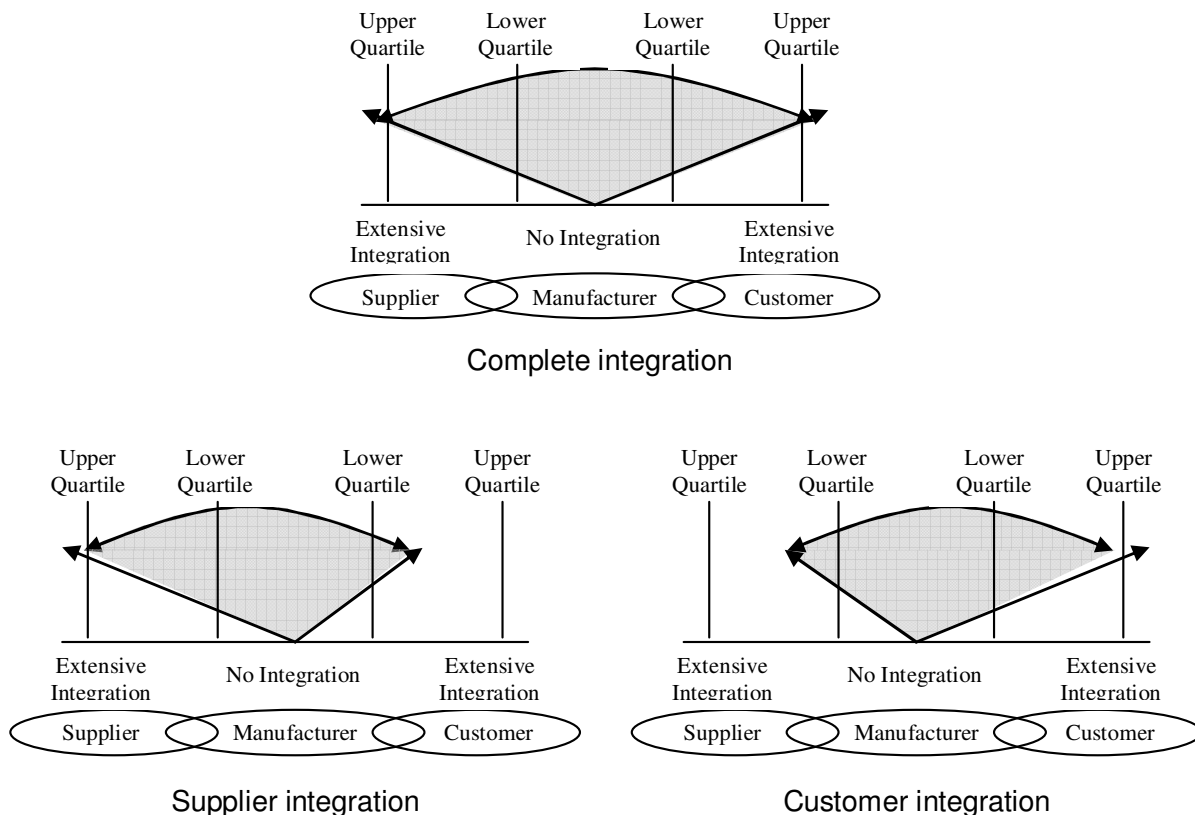 Upper
Quartile
Lower
Quartile
Lower
Quartile
Upper
Quartile
Extensive
Integration
No Integration
Extensive
Integration
Supplier
Manufacturer
Customer
Complete integration
Upper
Quartile
Lower
Quartile
Lower
Quartile
Upper
Quartile
Extensive
Integration
No Integration
Extensive
Integration
Supplier
Manufacturer
Customer
Supplier integration
Upper
Quartile
Lower
Quartile
Lower
Quartile
Upper
Quartile
Extensive
Integration
No Integration
Extensive
Integration
Supplier
Manufacturer
Customer
Customer integration